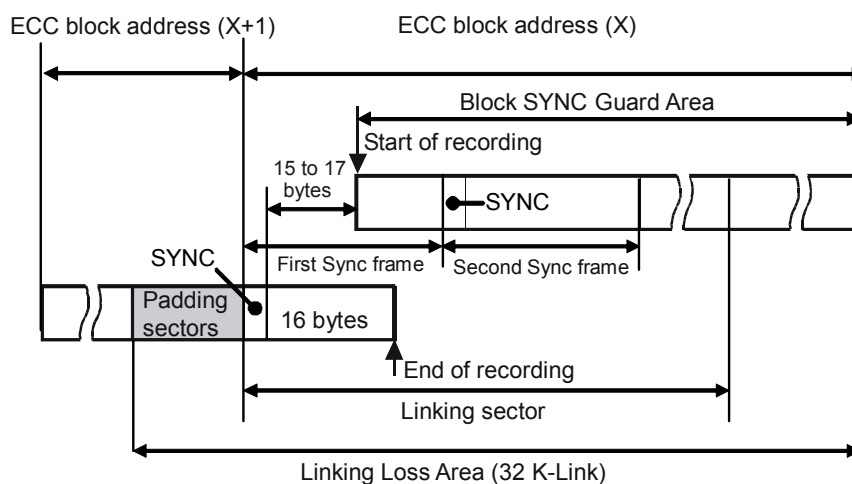 ECC block address (X+1)
ECC block address (X)
Block SYNC Guard Area
Start of recording
15 to 17
bytes
SYNC
First Sync frame
Second Sync frame
SYNC
Padding
sectors
16 bytes
End of recording
Linking sector
Linking Loss Area (32 K-Link)